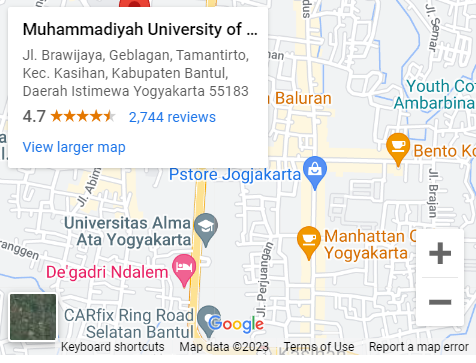 Muhammadiyah University of ...
Jl. Brawijaya, Geblagan, Tamantirto,
Kec. Kasihan, Kabupaten Bantul,
Daerah Istimewa Yogyakarta 55183
4.7
2,744 reviews
View larger map
Jl. Semar
Youth
Ambarbina
Baluran
Bento
Pstore Jogjakarta
Jl. Brajan
Universitas Alma
Ata Yogyakarta
Manhattan
Yogyakarta
Jl. Perjuangan
De'gadri Ndalem
CARfix Ring Road
Selatan Bantul
Google
Keyboard shortcuts
Map data ©2023
Terms of Use
Report a map error